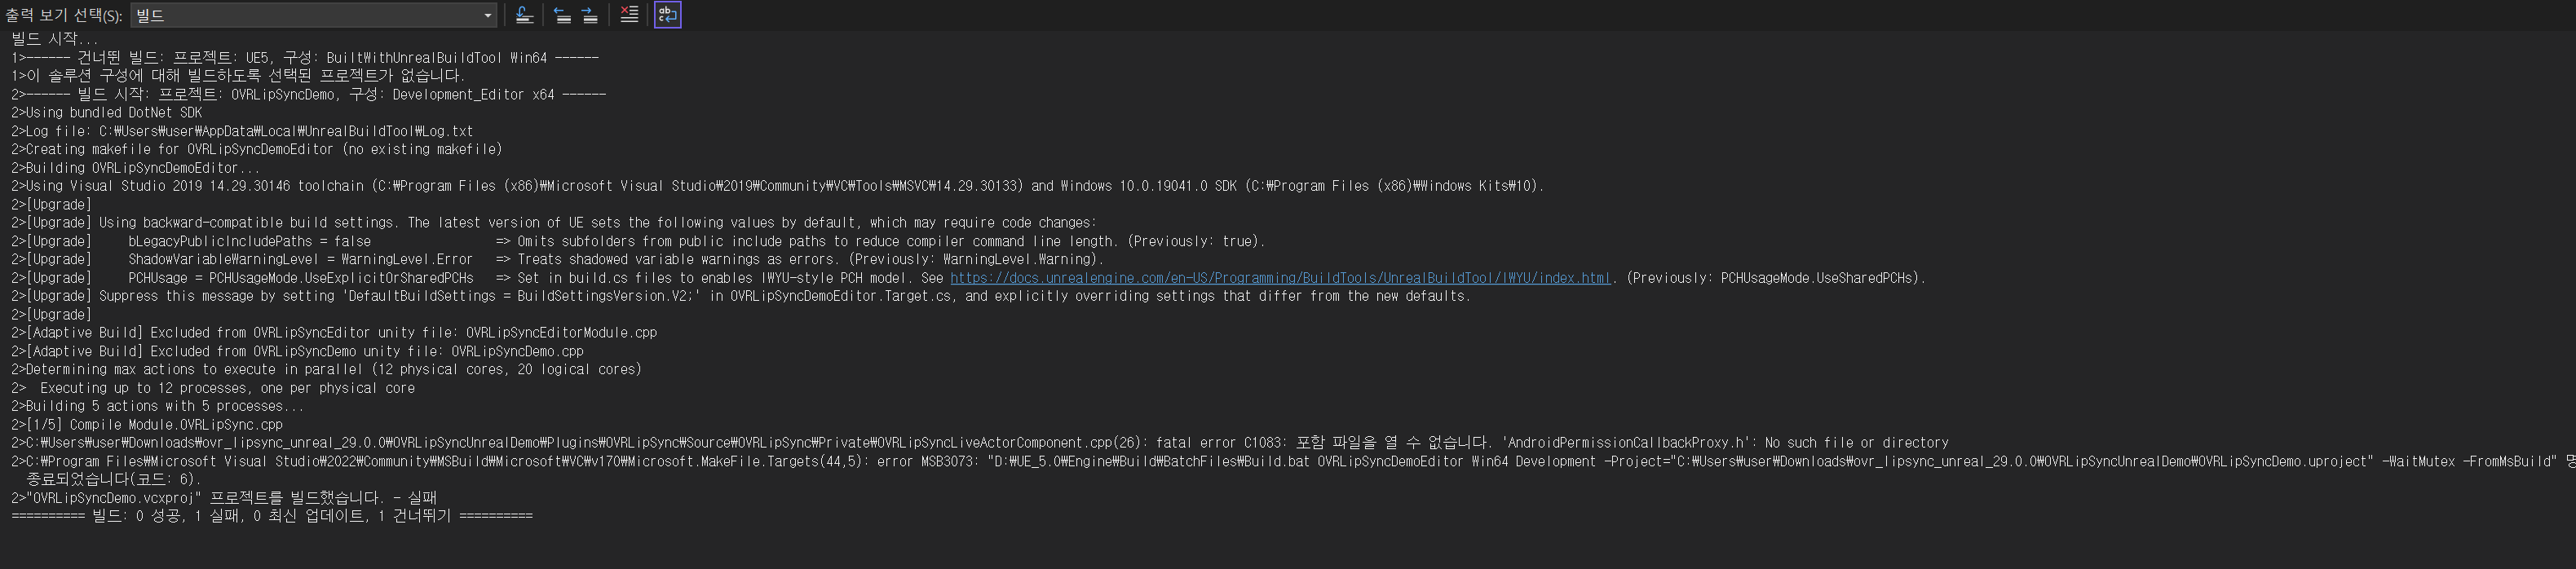 출력 보기 선택(S): 빌드
빌드 시작...
1>------ 건너뛴 빌드: 프로젝트: UE5, 구성: BuiltWithUnrealBuildTool Win64 ------
1>이 솔루션 구성에 대해 빌드하도록 선택된 프로젝트가 없습니다.
2>------ 빌드 시작: 프로젝트: OVRLipSyncDemo, 구성: Development_Editor x64 ------
2>Using bundled DotNet SDK
2>Log file: C:₩Users₩user₩AppData₩Local₩UnrealBuildTool₩Log.txt
2>Creating makefile for OVRLipSyncDemoEditor (no existing makefile)
2>Building OVRLipSyncDemoEditor...
2>Using Visual Studio 2019 14.29.30146 toolchain (C:₩Program Files (x86)₩Microsoft Visual Studio₩2019₩Community₩VC₩Tools₩MSVC₩14.29.30133) and Windows 10.0.19041.0 SDK (C:₩Program Files (x86)₩Windows Kits₩10).
2>[Upgrade]
2>[Upgrade] Using backward-compatible build settings. The latest version of UE sets the following values by default, which may require code changes:
2>[Upgrade]     bLegacyPublicIncludePaths = false                 => Omits subfolders from public include paths to reduce compiler command line length. (Previously: true).
2>[Upgrade]     ShadowVariableWarningLevel = WarningLevel.Error   => Treats shadowed variable warnings as errors. (Previously: WarningLevel.Warning).
2>[Upgrade]     PCHUsage = PCHUsageMode.UseExplicitOrSharedPCHs   => Set in build.cs files to enables IWYU-style PCH model. See https://docs.unrealengine.com/en-US/Programming/BuildTools/UnrealBuildTool/IWYU/index.html. (Previously: PCHUsageMode.UseSharedPCHs).
2>[Upgrade] Suppress this message by setting 'DefaultBuildSettings = BuildSettingsVersion.V2;' in OVRLipSyncDemoEditor.Target.cs, and explicitly overriding settings that differ from the new defaults.
2>[Upgrade]
2>[Adaptive Build] Excluded from OVRLipSyncEditor unity file: OVRLipSyncEditorModule.cpp
2>[Adaptive Build] Excluded from OVRLipSyncDemo unity file: OVRLipSyncDemo.cpp
2>Determining max actions to execute in parallel (12 physical cores, 20 logical cores)
2>  Executing up to 12 processes, one per physical core
2>Building 5 actions with 5 processes...
2>[1/5] Compile Module.OVRLipSync.cpp
2>C:₩Users₩user₩Downloads₩ovr_lipsync_unreal_29.0.0₩OVRLipSyncUnrealDemo₩Plugins₩OVRLipSync₩Source₩OVRLipSync₩Private₩OVRLipSyncLiveActorComponent.cpp(26): fatal error C1083: 포함 파일을 열 수 없습니다. 'AndroidPermissionCallbackProxy.h': No such file or directory
2>C:₩Program Files₩Microsoft Visual Studio₩2022₩Community₩MSBuild₩Microsoft₩VC₩v170₩Microsoft.MakeFile.Targets(44,5): error MSB3073: "D:₩UE_5.0₩Engine₩Build₩BatchFiles₩Build.bat OVRLipSyncDemoEditor Win64 Development -Project="C:₩Users₩user₩Downloads₩ovr_lipsync_unreal_29.0.0₩OVRLipSyncUnrealDemo₩OVRLipSyncDemo.uproject" -WaitMutex -FromMsBuild" 명
종료되었습니다(코드: 6).
2>"OVRLipSyncDemo.vcxproj" 프로젝트를 빌드했습니다. - 실패
========== 빌드: 0 성공, 1 실패, 0 최신 업데이트, 1 건너뛰기 ==========